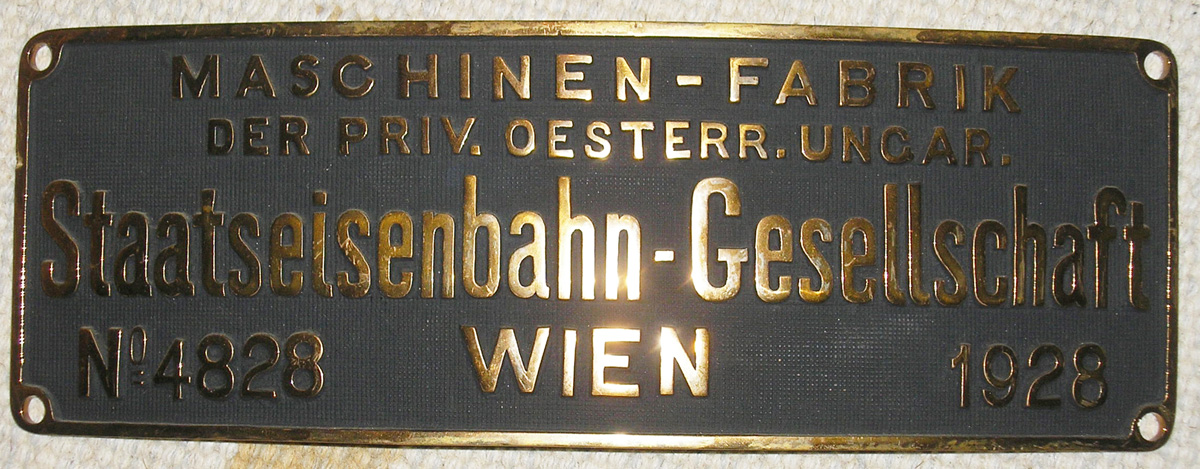 MASCHINEN-FABRIK
DER PRIV. OESTERR. UNGAR.
Staatseisenbahn-Gesellschaft
Nº 4828 WIEN 1928